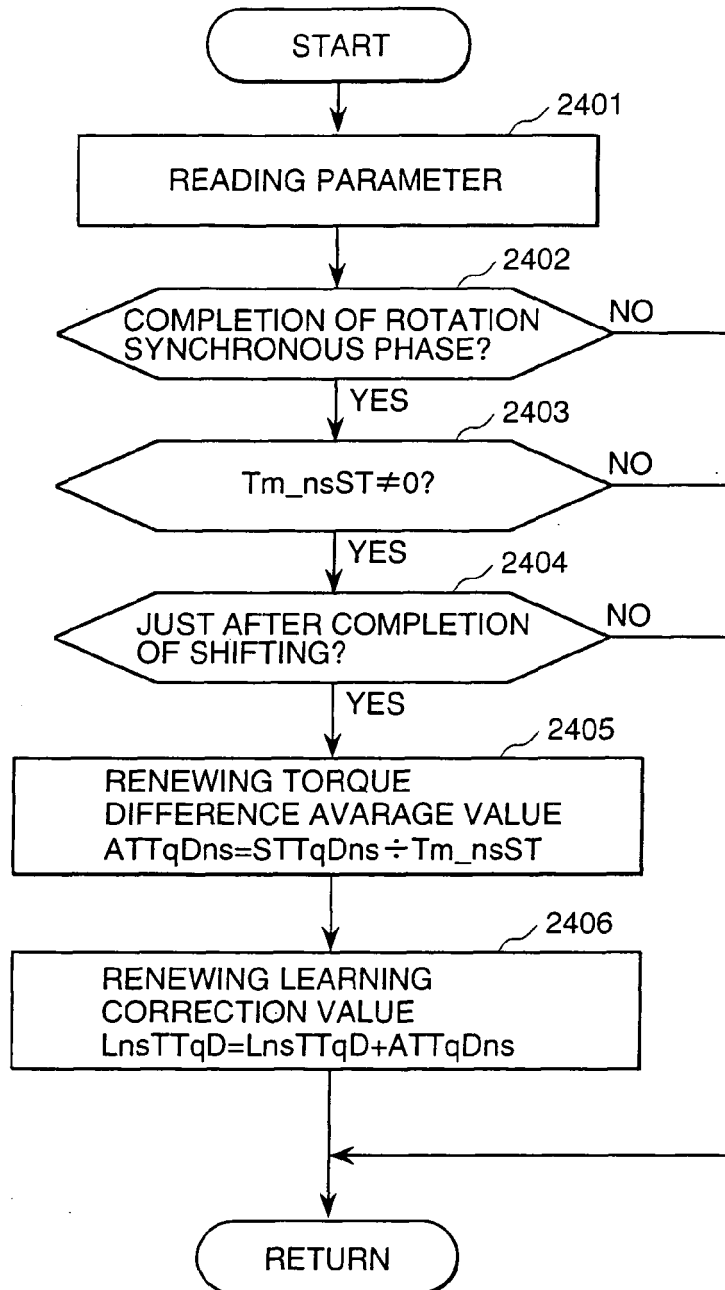 START
2401
READING PARAMETER
2402
COMPLETION OF ROTATION
SYNCHRONOUS PHASE?
NO
YES
2403
Tm_nsST≠0?
NO
YES
2404
JUST AFTER COMPLETION
OF SHIFTING?
NO
YES
2405
RENEWING TORQUE
DIFFERENCE AVARAGE VALUE
ATTqDns=STTqDns÷Tm_nsST
2406
RENEWING LEARNING
CORRECTION VALUE
LnsTTqD=LnsTTqD+ATTqDns
RETURN